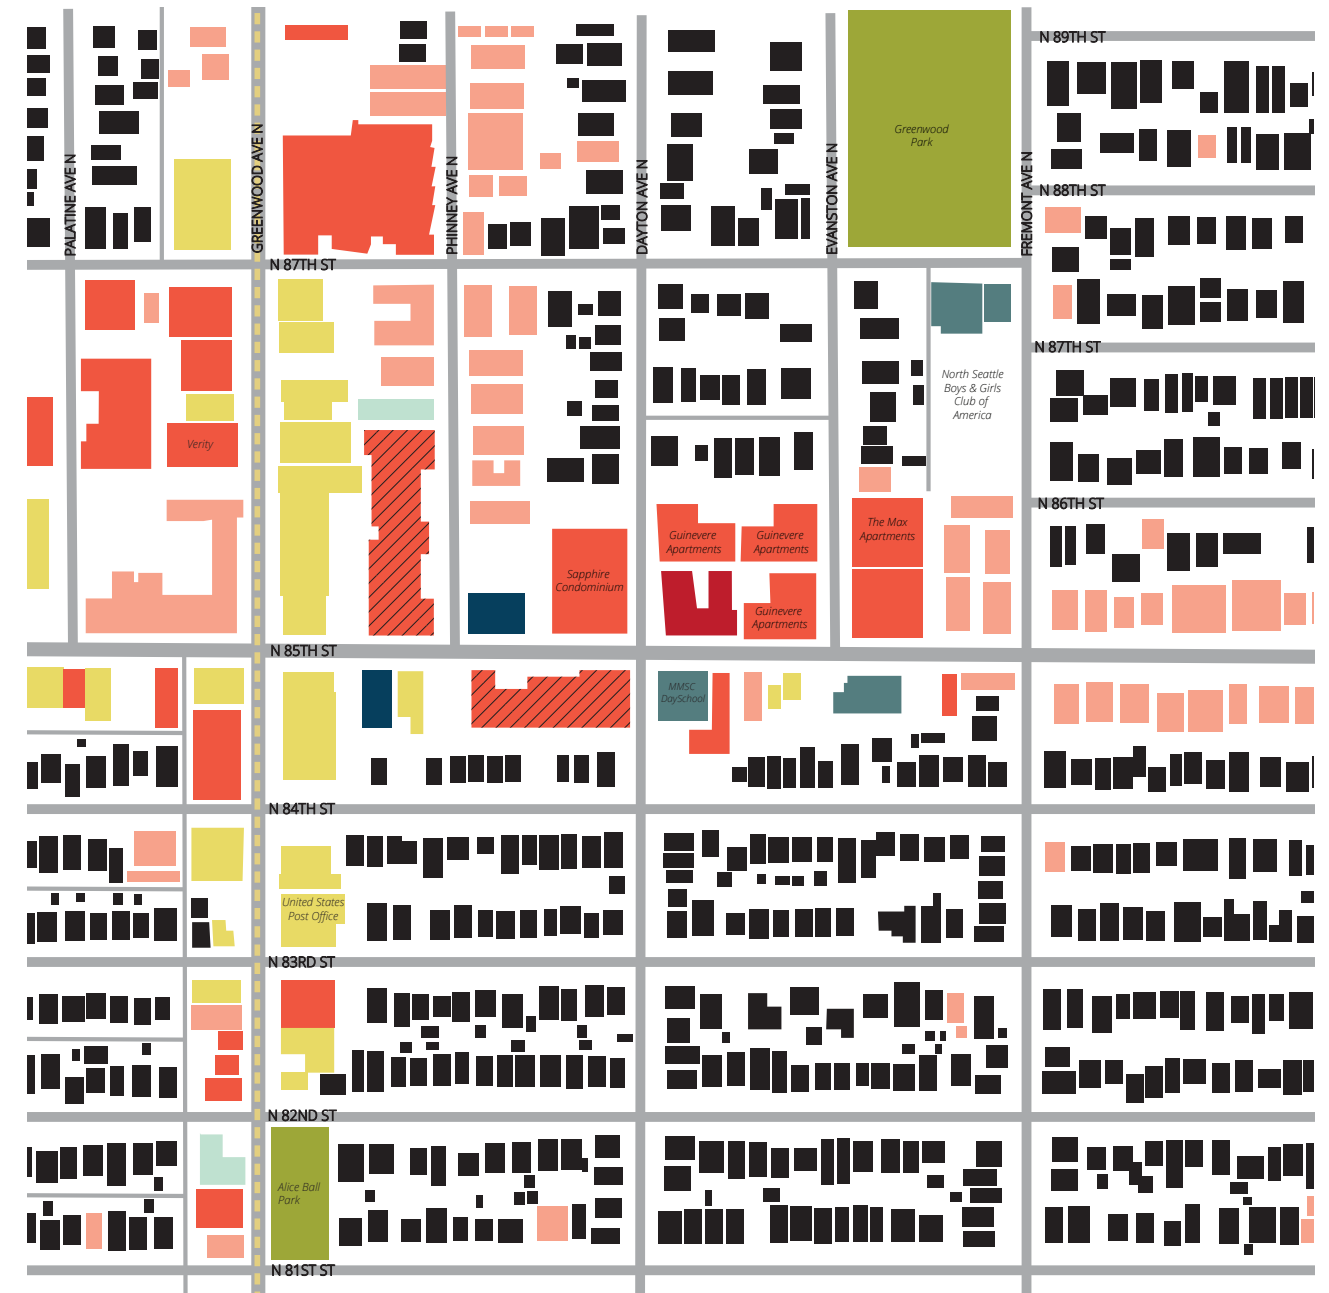 N 89TH ST
Greenwood
Park
PALATINE AVE N
GREENWOOD AVE N
PHINNEY AVE N
DAYTON AVE N
EVANSTON AVE N
FREMONT AVE N
N 88TH ST
N 87TH ST
N 87TH ST
North Seattle
Boys & Girls
Club of
America
Verity
N 86TH ST
Guinevere
Apartments
Guinevere
Apartments
The Max
Apartments
Sapphire
Condominium
Guinevere
Apartments
N 85TH ST
MMSC
DaySchool
N 84TH ST
United States
Post Office
N 83RD ST
N 82ND ST
Alice Ball
Park
N 81ST ST